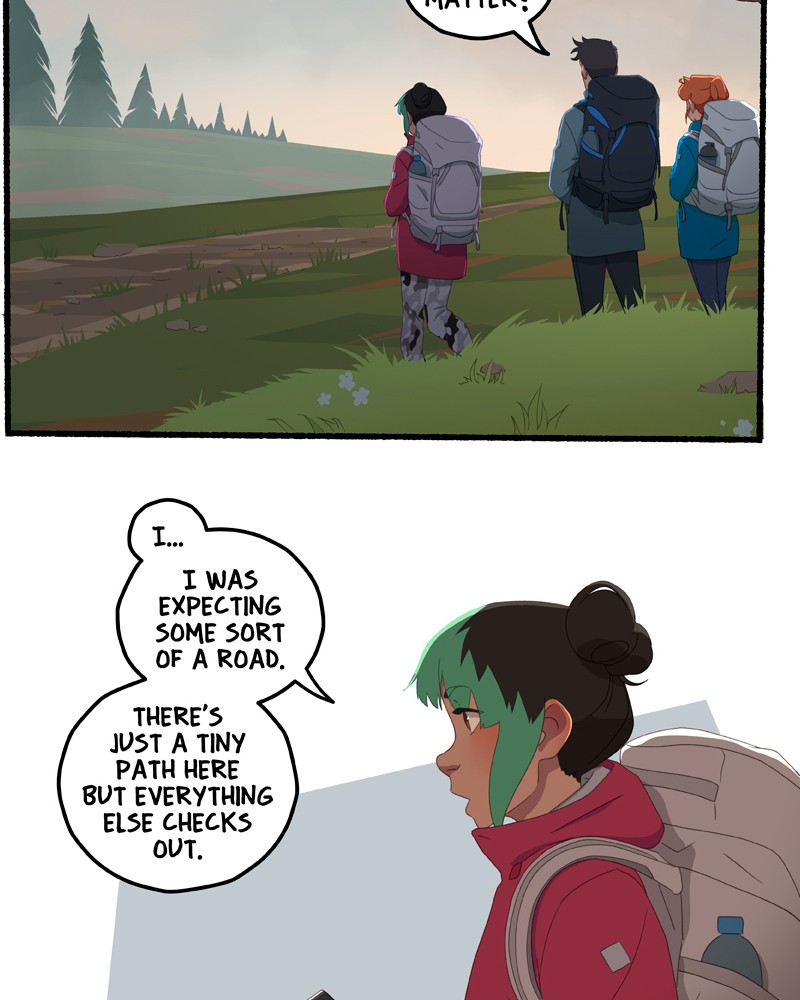 MATTER?
I...
I WAS
EXPECTING
SOME SORT
OF A ROAD.
THERE'S
JUST A TINY
PATH HERE
BUT EVERYTHING
ELSE CHECKS
OUT.